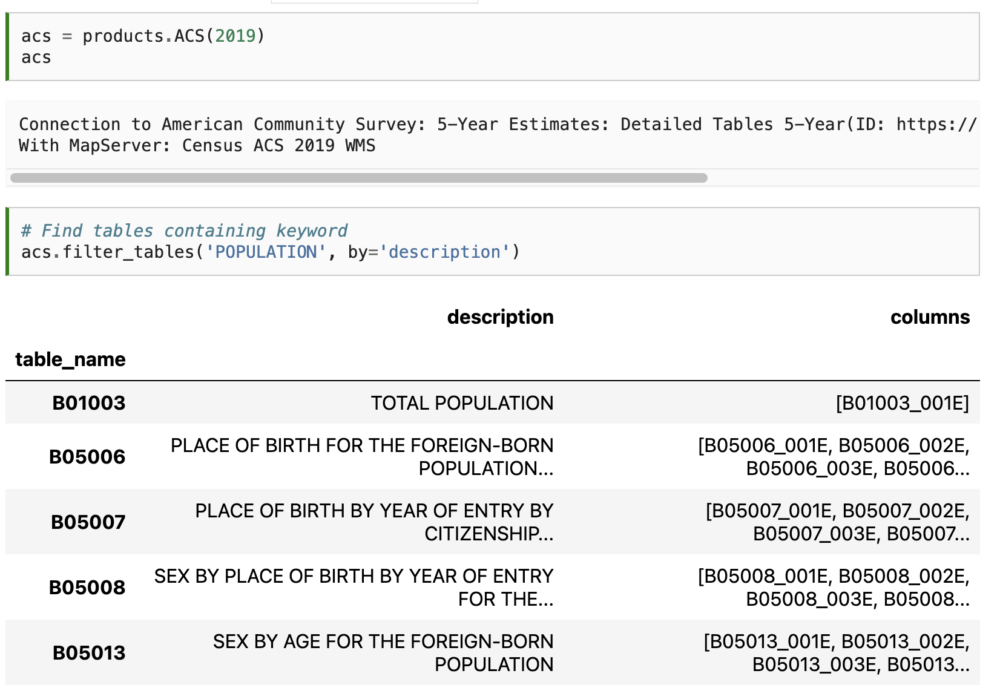 acs = products.ACS(2019)
acs
Connection to American Community Survey: 5-Year Estimates: Detailed Tables 5-Year(ID: https://
With MapServer: Census ACS 2019 WMS
# Find tables containing keyword
acs.filter_tables('POPULATION', by='description')
description columns
table_name
B01003 TOTAL POPULATION [B01003_001E]
B05006 PLACE OF BIRTH FOR THE FOREIGN-BORN POPULATION... [B05006_001E, B05006_002E, B05006_003E, B05006...
B05007 PLACE OF BIRTH BY YEAR OF ENTRY BY CITIZENSHIP... [B05007_001E, B05007_002E, B05007_003E, B05007...
B05008 SEX BY PLACE OF BIRTH BY YEAR OF ENTRY FOR THE... [B05008_001E, B05008_002E, B05008_003E, B05008...
B05013 SEX BY AGE FOR THE FOREIGN-BORN POPULATION [B05013_001E, B05013_002E, B05013_003E, B05013...